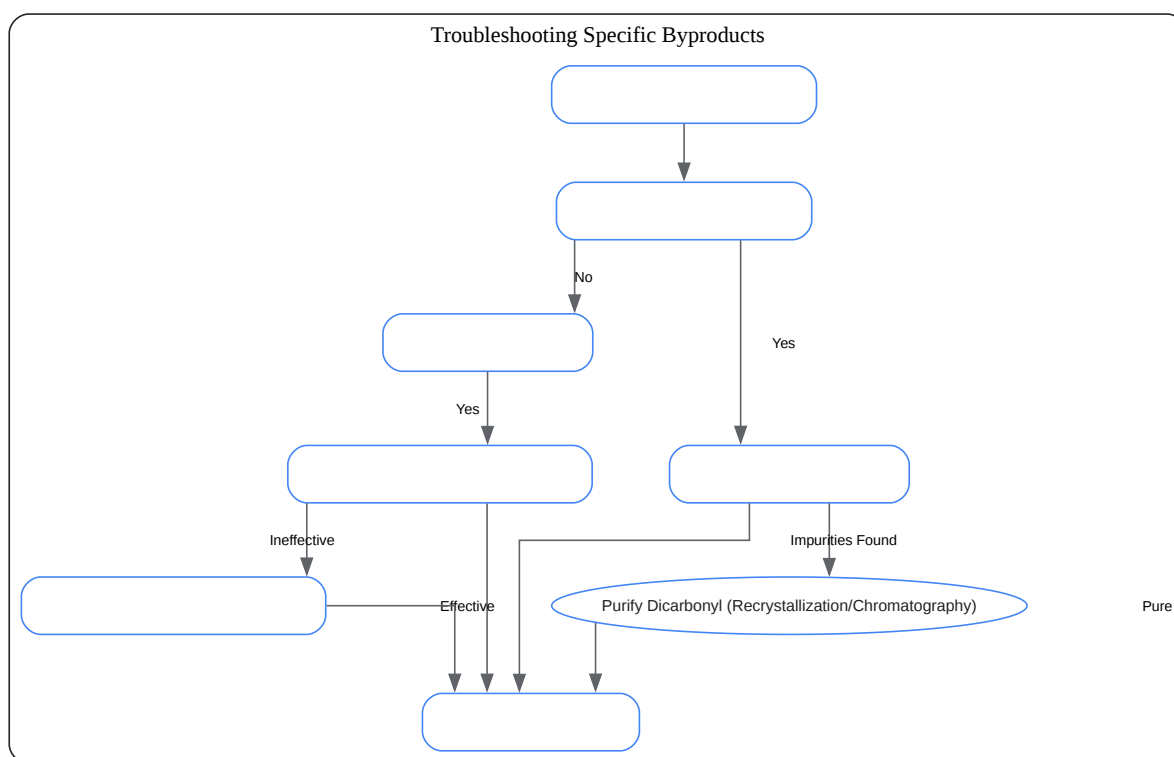 Troubleshooting Specific Byproducts
No
Yes
Yes
Ineffective
Impurities Found
Effective
Purify Dicarbonyl (Recrystallization/Chromatography)
Pure